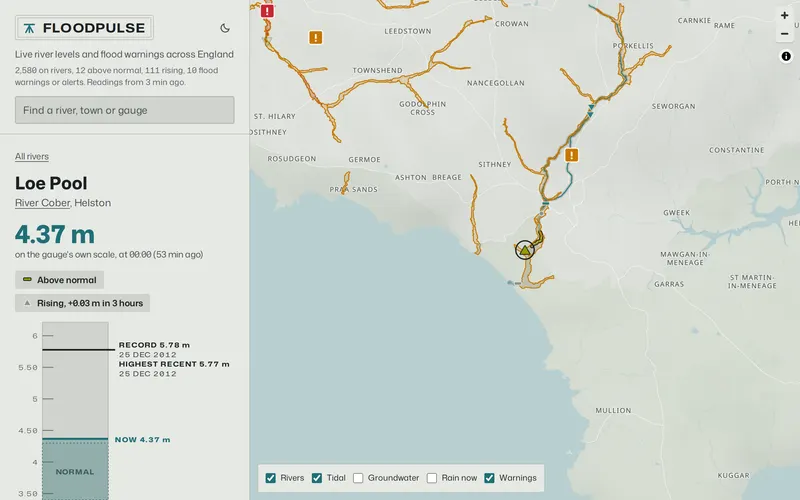 FLOODPULSE
Live river levels and flood warnings across England
2,580 on rivers, 12 above normal, 111 rising, 10 flood
warnings or alerts. Readings from 3 min ago.
Find a river, town or gauge
All rivers
Loe Pool
River Cober, Helston
4.37 m
on the gauge's own scale, at 00:00 (53 min ago)
Above normal
Rising, +0.03 m in 3 hours
6
5.50
5
4.50
4
3.50
RECORD 5.78 m
25 DEC 2012
HIGHEST RECENT 5.77 m
25 DEC 2012
NOW 4.37 m
NORMAL
CROWAN
LEEDSTOWN
CARNKIE
RAME
PORKELLIS
TOWNSHEND
NANCEGOLLAN
GODOLPHIN
CROSS
SEWORGAN
ST. HILARY
OSITHNEY
ROSUDGEON
GERMOE
SITHNEY
CONSTANTINE
ASHTON
BREAGE
PRAA SANDS
PORTH N
GWEEK
MAWGAN-IN-
MENEAGE
GARRAS
ST MARTIN-
IN-MENEAGE
MULLION
KUGGAR
+
−
i
Rivers
Tidal
Groundwater
Rain now
Warnings